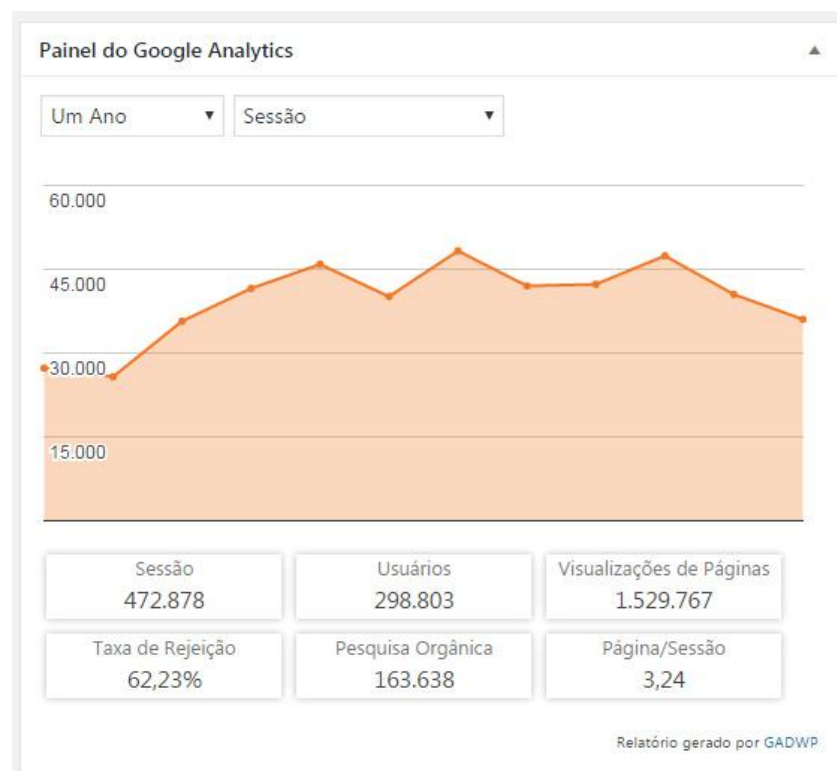 Painel do Google Analytics
Um Ano
Sessão
60.000
45.000
30.000
15.000
Sessão
472.878
Usuários
298.803
Visualizações de Páginas
1.529.767
Taxa de Rejeição
62,23%
Pesquisa Orgânica
163.638
Página/Sessão
3,24
Relatório gerado por GADWP